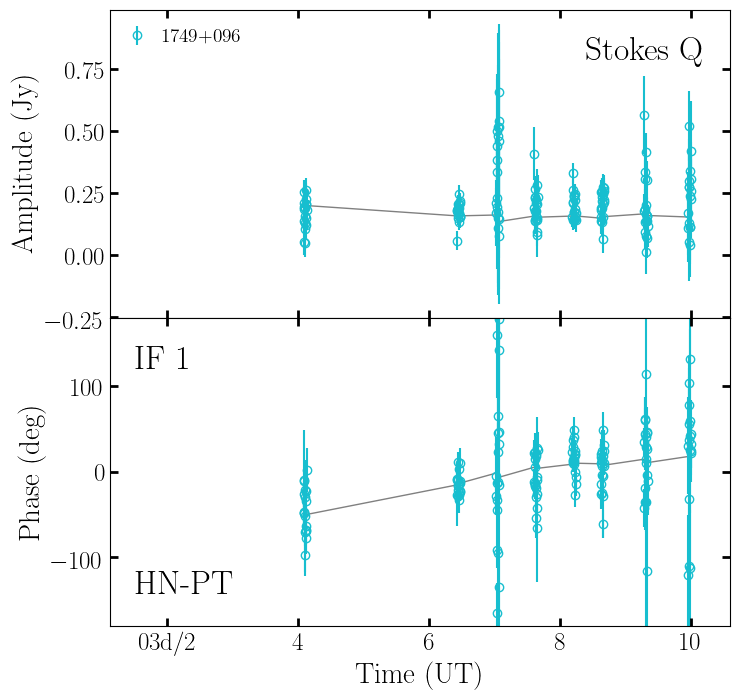 1749+096
Stokes Q
Amplitude (Jy)
0.75
0.50
0.25
0.00
−0.25
IF 1
Phase (deg)
100
0
−100
HN-PT
03d/2
4
6
8
10
Time (UT)